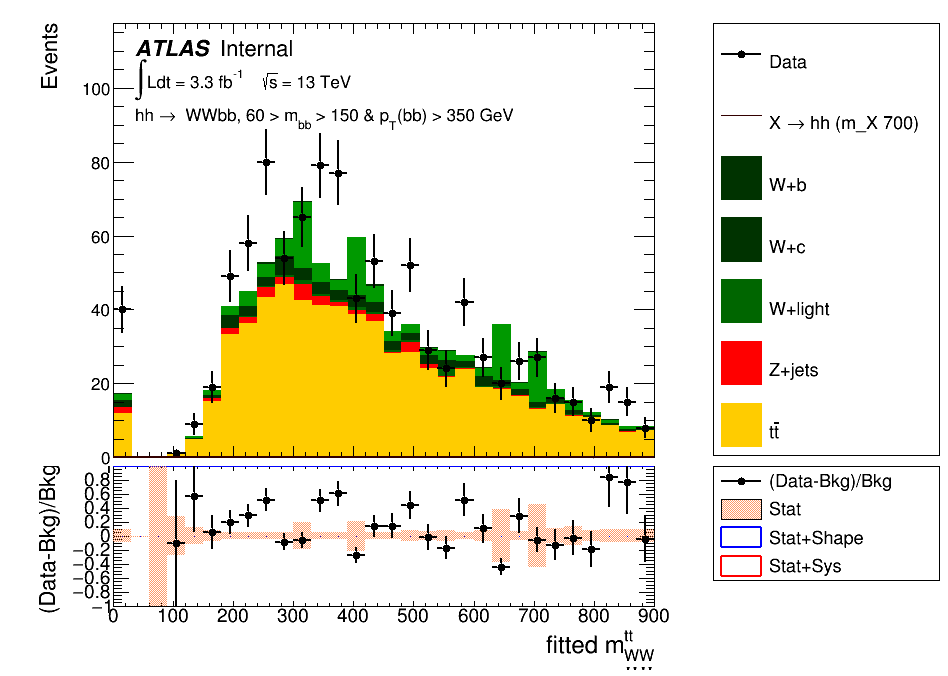 Events
ATLAS Internal
∫Ldt = 3.3 fb⁻¹ √s = 13 TeV
hh → WWbb, 60 > m_bb > 150 & p_T(bb) > 350 GeV
100
80
60
40
20
0
Data
X → hh (m_X 700)
W+b
W+c
W+light
Z+jets
tt̄
(Data-Bkg)/Bkg
1
0.8
0.6
0.4
0.2
0
−0.2
−0.4
−0.6
−0.8
−1
0 100 200 300 400 500 600 700 800 900
fitted m^tt_WW
(Data-Bkg)/Bkg
Stat
Stat+Shape
Stat+Sys